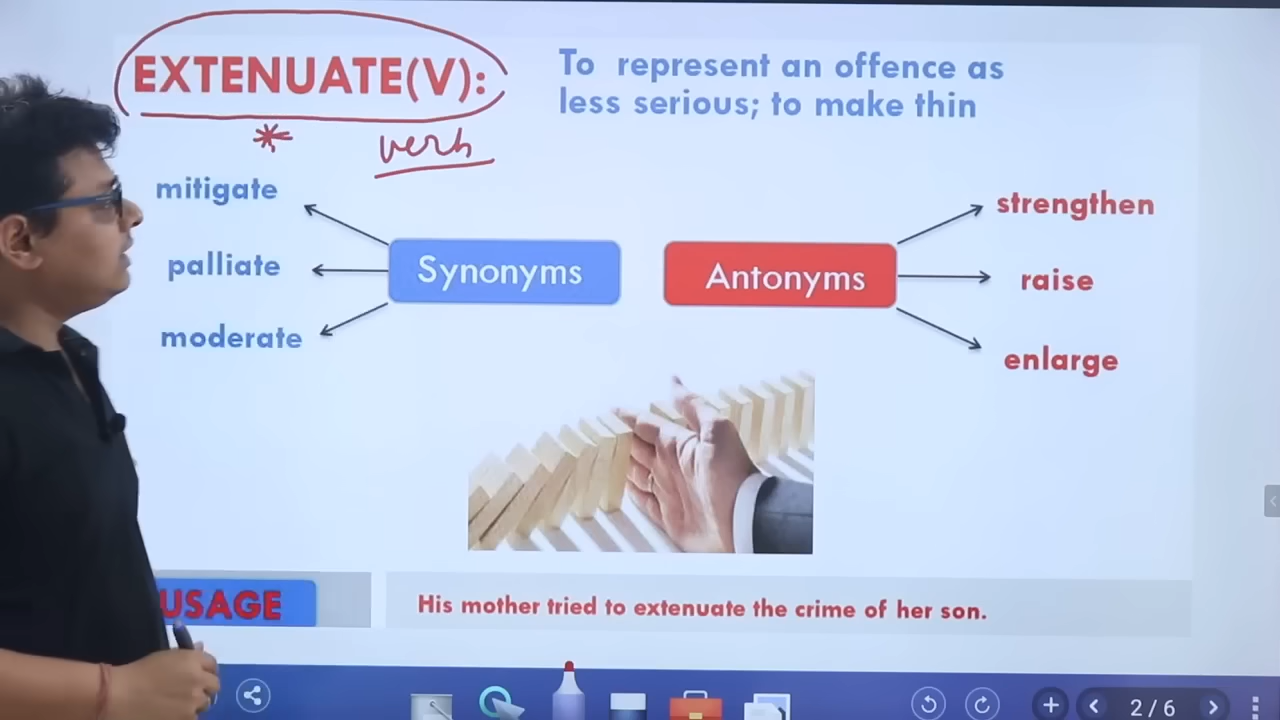 EXTENUATE(V):
To represent an offence as
less serious; to make thin
*
verb
mitigate
palliate
moderate
Synonyms
Antonyms
strengthen
raise
enlarge
USAGE
His mother tried to extenuate the crime of her son.
2/6